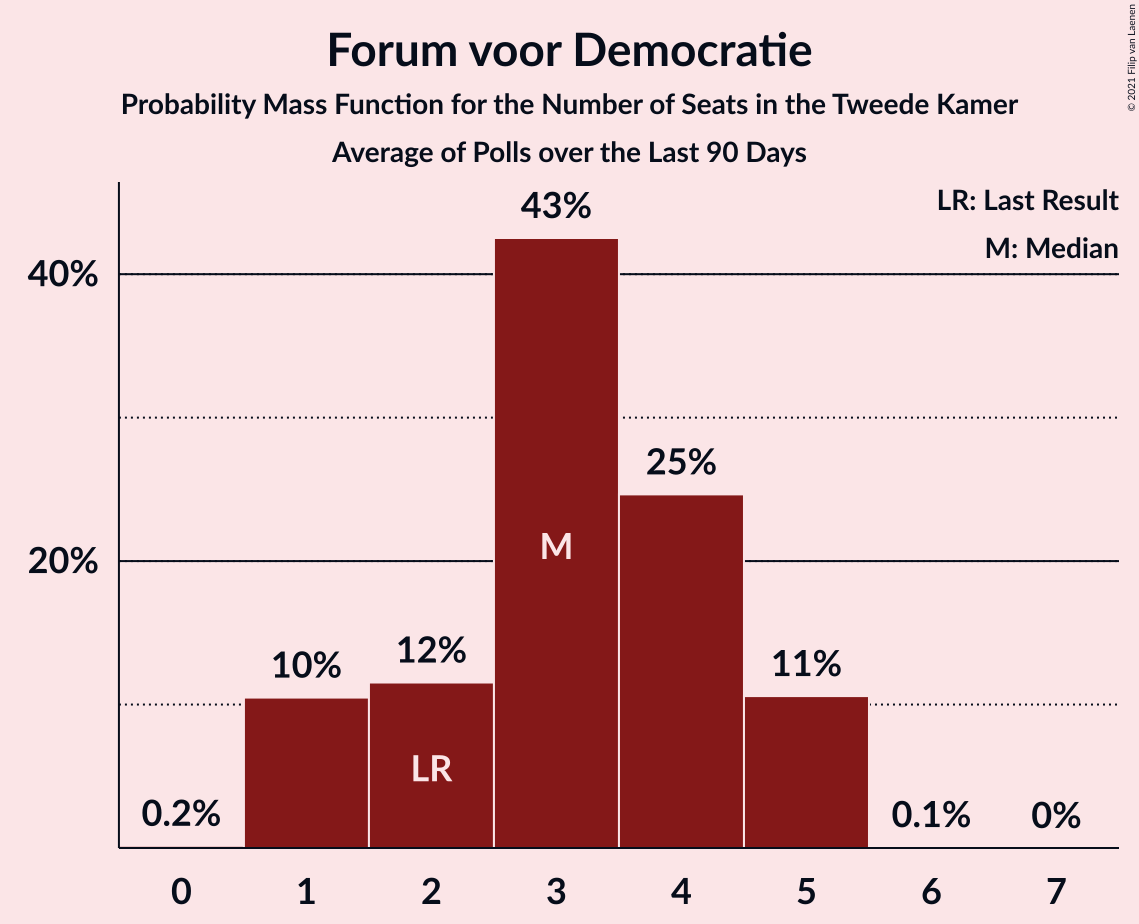 Forum voor Democratie
Probability Mass Function for the Number of Seats in the Tweede Kamer
Average of Polls over the Last 90 Days
© 2021 Filip van Laenen
LR: Last Result
M: Median
43%
40%
25%
M
20%
12%
10%
11%
LR
0.2%
0.1%
0%
0 1 2 3 4 5 6 7